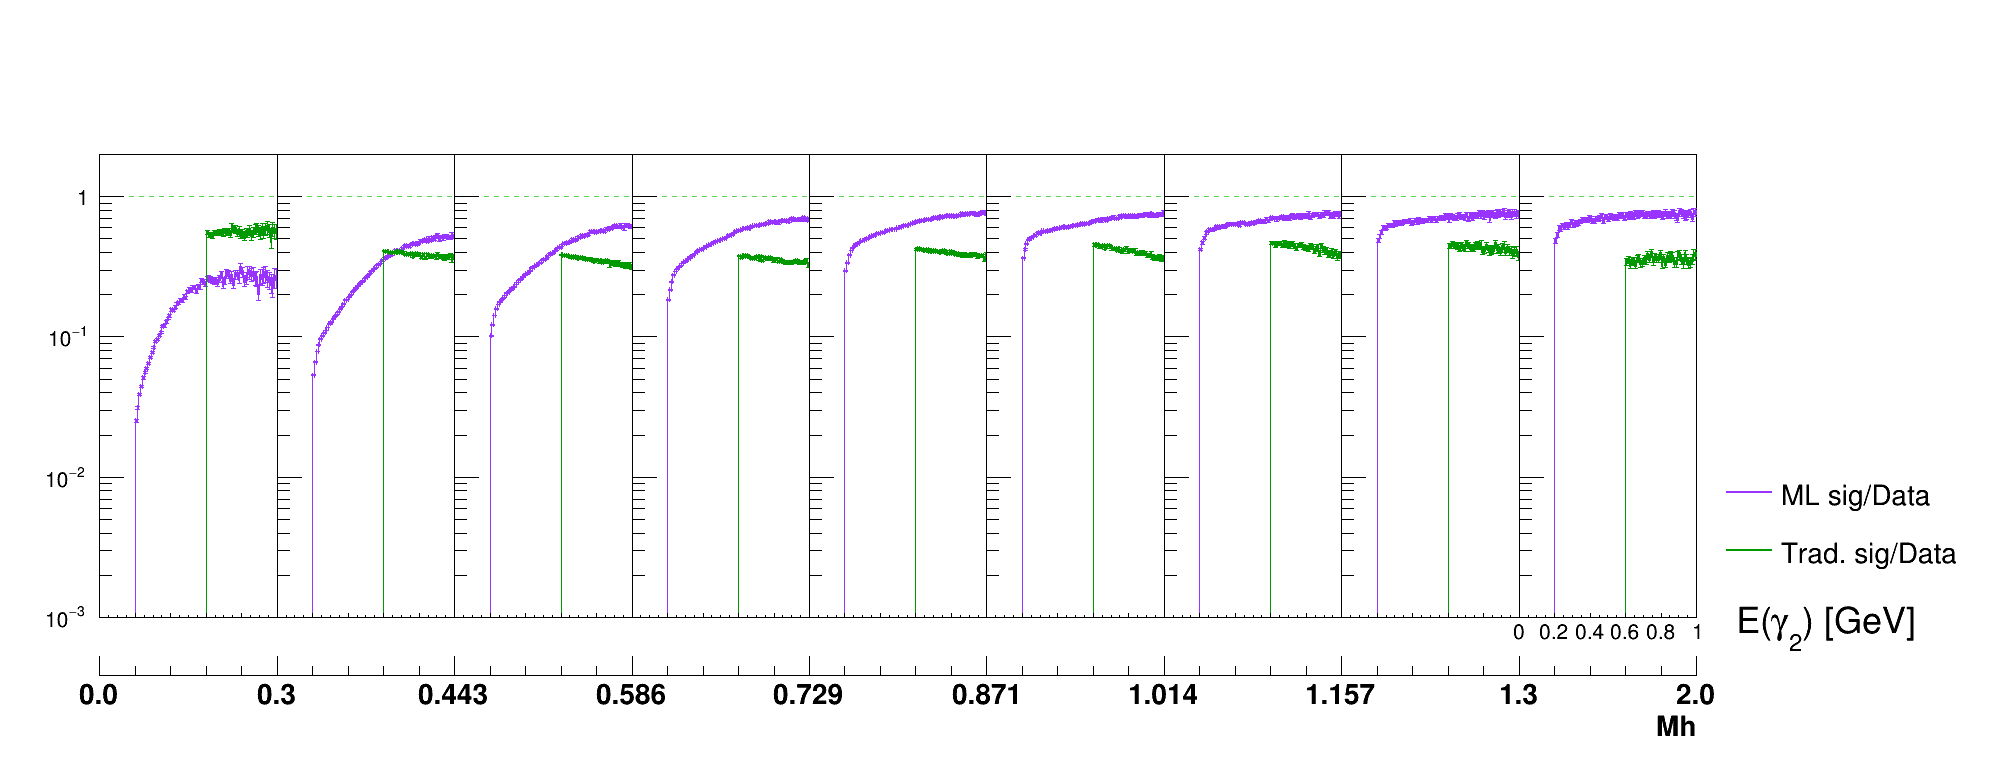 1
10⁻¹
10⁻²
10⁻³
ML sig/Data
Trad. sig/Data
E(γ₂) [GeV]
0 0.2 0.4 0.6 0.8 1
0.0 0.3 0.443 0.586 0.729 0.871 1.014 1.157 1.3 2.0
Mh